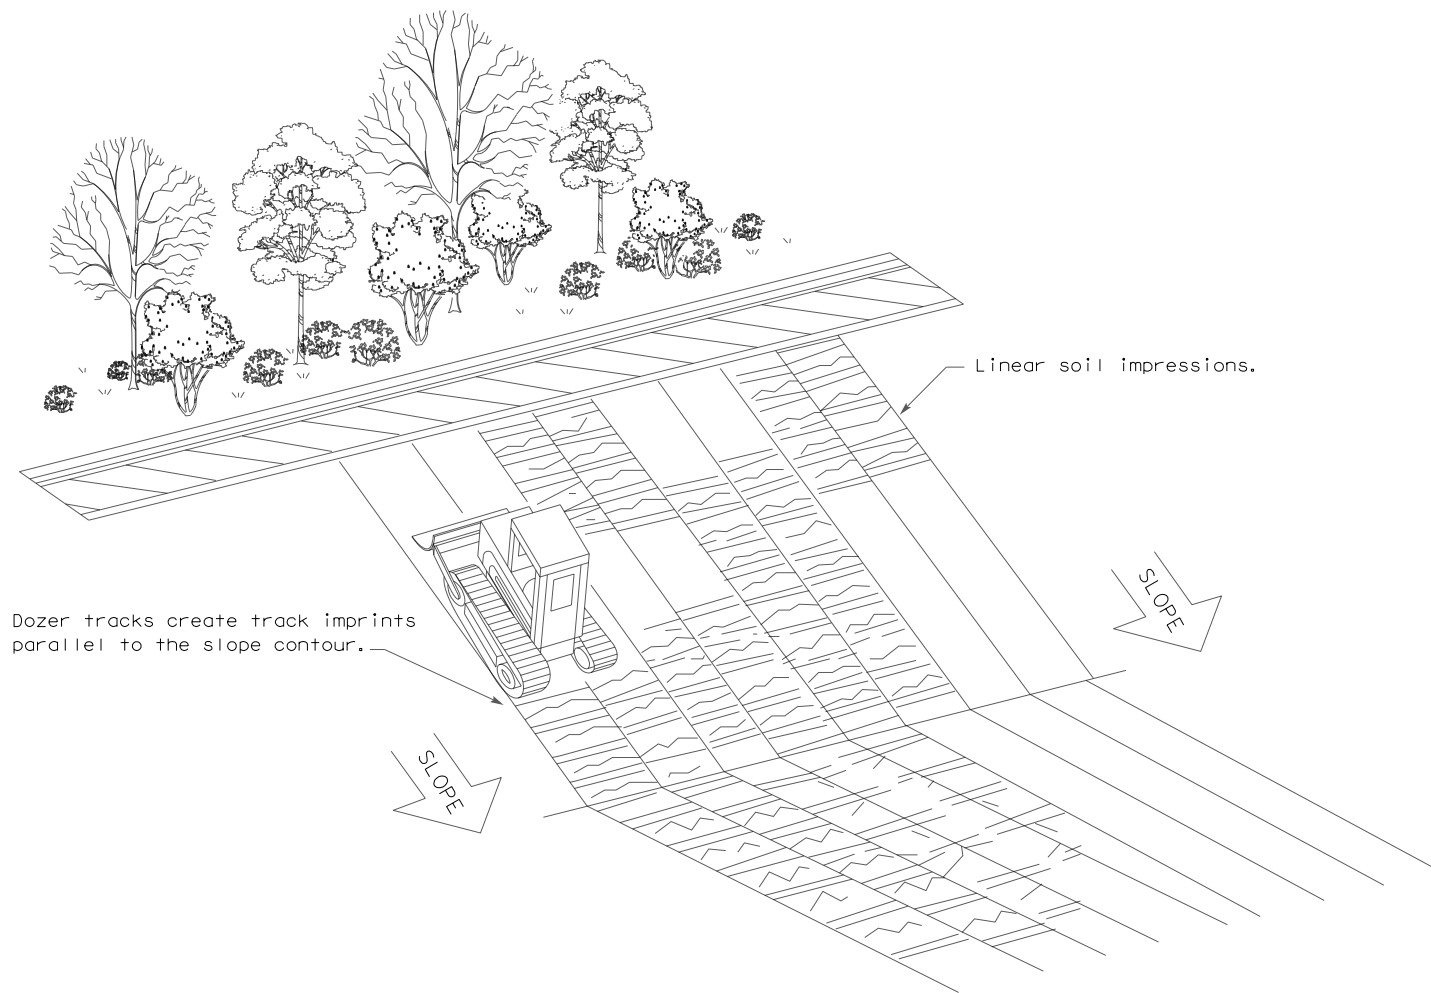 Linear soil impressions.
SLOPE
Dozer tracks create track imprints
parallel to the slope contour.
SLOPE